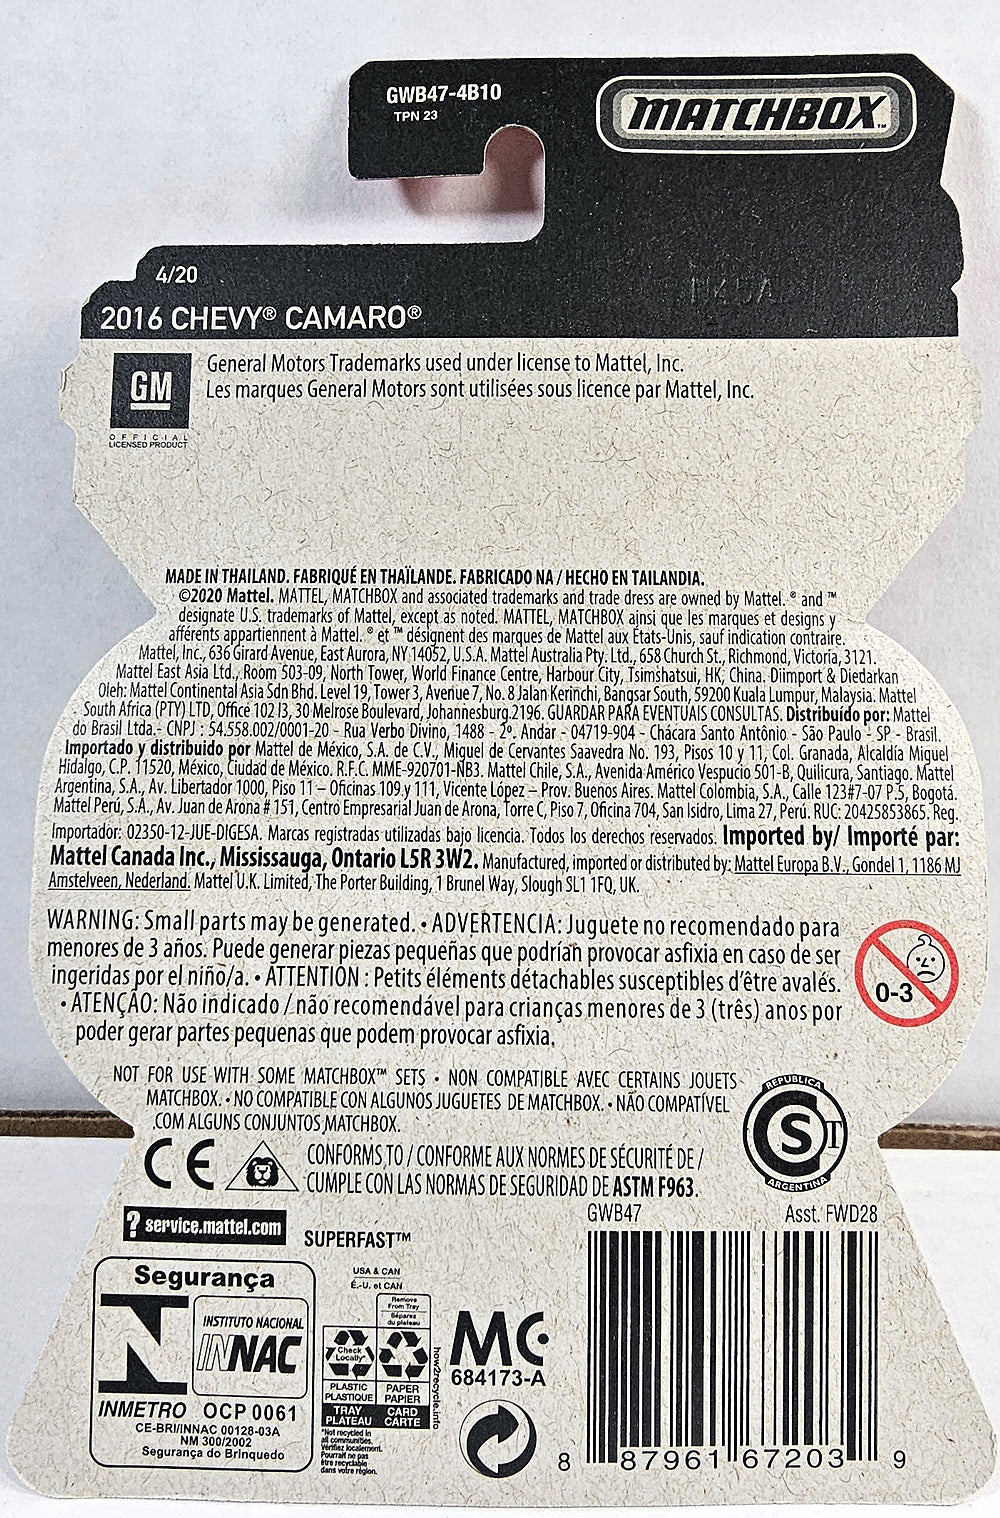 GWB47-4B10
TPN 23
MATCHBOX™
4/20
2016 CHEVY® CAMARO®
GM
OFFICIAL
LICENSED PRODUCT
General Motors Trademarks used under license to Mattel, Inc.
Les marques General Motors sont utilisées sous licence par Mattel, Inc.
MADE IN THAILAND. FABRIQUÉ EN THAÏLANDE. FABRICADO NA / HECHO EN TAILANDIA.
©2020 Mattel. MATTEL, MATCHBOX and associated trademarks and trade dress are owned by Mattel. ® and ™
designate U.S. trademarks of Mattel, except as noted. MATTEL, MATCHBOX ainsi que les marques et designs y
afférents appartiennent à Mattel. ® et ™ désignent des marques de Mattel aux États-Unis, sauf indication contraire.
Mattel, Inc., 636 Girard Avenue, East Aurora, NY 14052, U.S.A. Mattel Australia Pty. Ltd., 658 Church St., Richmond, Victoria, 3121.
Mattel East Asia Ltd., Room 503-09, North Tower, World Finance Centre, Harbour City, Tsimshatsui, HK, China. Diimport & Diedarkan
Oleh: Mattel Continental Asia Sdn Bhd. Level 19, Tower 3, Avenue 7, No. 8 Jalan Kerinchi, Bangsar South, 59200 Kuala Lumpur, Malaysia. Mattel
South Africa (PTY) LTD, Office 102 I3, 30 Melrose Boulevard, Johannesburg.2196. GUARDAR PARA EVENTUAIS CONSULTAS. Distribuído por: Mattel
do Brasil Ltda.- CNPJ : 54.558.002/0001-20 - Rua Verbo Divino, 1488 - 2º. Andar - 04719-904 - Chácara Santo Antônio - São Paulo - SP - Brasil.
Importado y distribuido por Mattel de México, S.A. de C.V., Miguel de Cervantes Saavedra No. 193, Pisos 10 y 11, Col. Granada, Alcaldía Miguel
Hidalgo, C.P. 11520, México, Ciudad de México. R.F.C. MME-920701-NB3. Mattel Chile, S.A., Avenida Américo Vespucio 501-B, Quilicura, Santiago. Mattel
Argentina, S.A., Av. Libertador 1000, Piso 11 – Oficinas 109 y 111, Vicente López – Prov. Buenos Aires. Mattel Colombia, S.A., Calle 123#7-07 P.5, Bogotá.
Mattel Perú, S.A., Av. Juan de Arona # 151, Centro Empresarial Juan de Arona, Torre C, Piso 7, Oficina 704, San Isidro, Lima 27, Perú. RUC: 20425853865. Reg.
Importador: 02350-12-JUE-DIGESA. Marcas registradas utilizadas bajo licencia. Todos los derechos reservados. Imported by/ Importé par:
Mattel Canada Inc., Mississauga, Ontario L5R 3W2. Manufactured, imported or distributed by: Mattel Europa B.V., Gondel 1, 1186 MJ
Amstelveen, Nederland. Mattel U.K. Limited, The Porter Building, 1 Brunel Way, Slough SL1 1FQ, UK.
WARNING: Small parts may be generated. • ADVERTENCIA: Juguete no recomendado para
menores de 3 años. Puede generar piezas pequeñas que podrían provocar asfixia en caso de ser
ingeridas por el niño/a. • ATTENTION : Petits éléments détachables susceptibles d'être avalés.
• ATENÇÃO: Não indicado / não recomendável para crianças menores de 3 (três) anos por
poder gerar partes pequenas que podem provocar asfixia.
0-3
NOT FOR USE WITH SOME MATCHBOX™ SETS • NON COMPATIBLE AVEC CERTAINS JOUETS
MATCHBOX. • NO COMPATIBLE CON ALGUNOS JUGUETES DE MATCHBOX. • NÃO COMPATÍVEL
COM ALGUNS CONJUNTOS MATCHBOX.
REPUBLICA
CST
ARGENTINA
CE
CONFORMS TO / CONFORME AUX NORMES DE SÉCURITÉ DE /
CUMPLE CON LAS NORMAS DE SEGURIDAD DE ASTM F963.
? service.mattel.com
SUPERFAST™
GWB47 Asst. FWD28
Segurança
INSTITUTO NACIONAL
INNAC
INMETRO OCP 0061
CE-BRI/INNAC 00128-03A
NM 300/2002
Segurança do Brinquedo
USA & CAN
É.-U. et CAN
Remove
From Tray
Séparez
du plateau
Check
Locally*
PLASTIC
PLASTIQUE
PAPER
PAPIER
TRAY
PLATEAU
CARD
CARTE
*Not recycled in
all communities.
Vérifiez localement.
Pourrait ne pas
être recyclable
dans votre région.
how2recycle.info
MC
684173-A
8 87961 67203 9